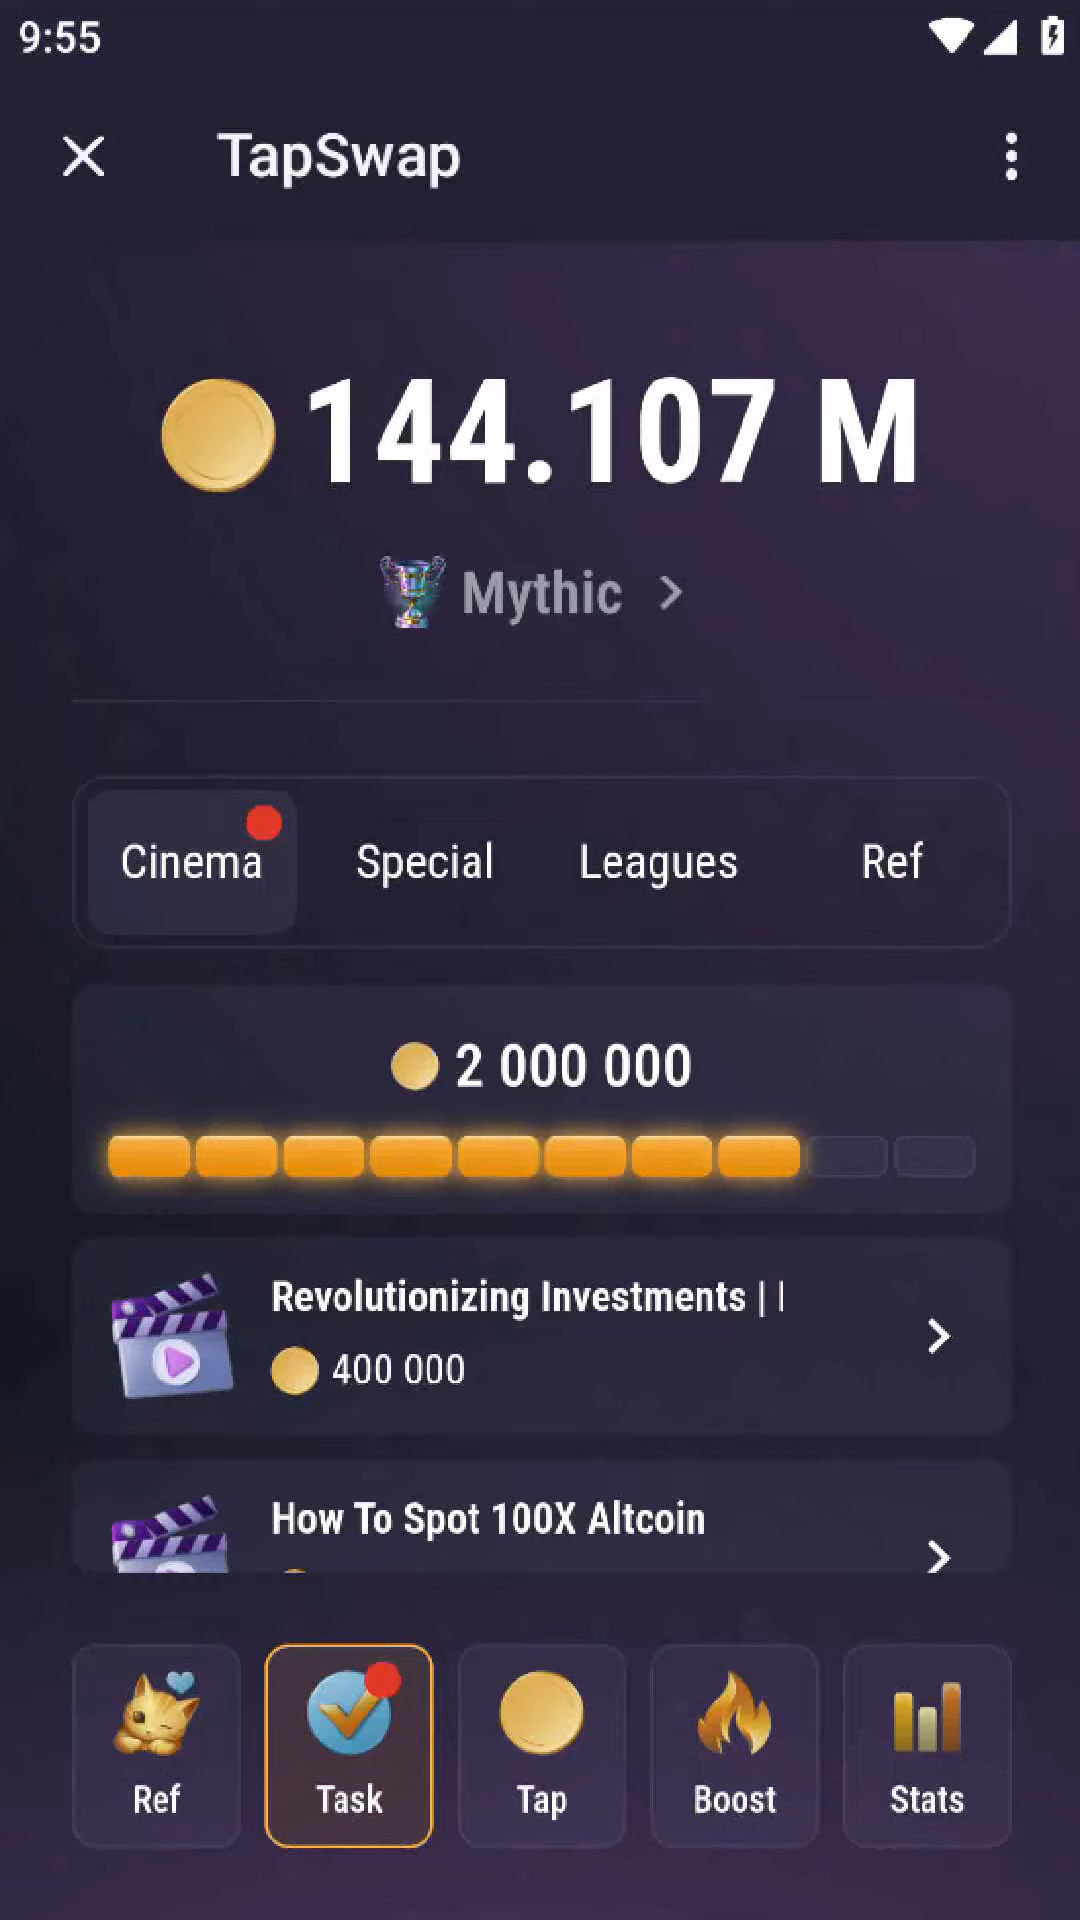 9:55
TapSwap
144.107 M
Mythic
Cinema Special Leagues Ref
2 000 000
Revolutionizing Investments |
400 000
How To Spot 100X Altcoin
Ref Task Tap Boost Stats